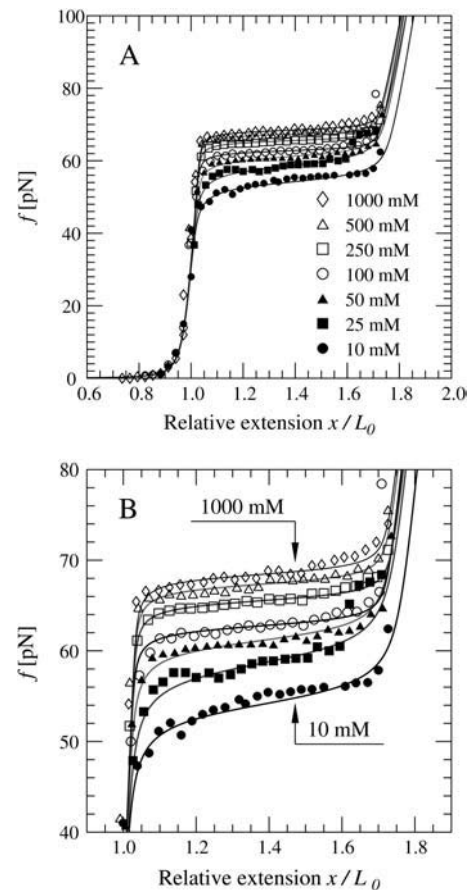 100
A
80
60
f [pN]
40
20
0
◇ 1000 mM
△ 500 mM
□ 250 mM
○ 100 mM
▲ 50 mM
■ 25 mM
● 10 mM
0.6 0.8 1.0 1.2 1.4 1.6 1.8 2.0
Relative extension x / L₀
80
B
1000 mM
70
f [pN]
60
50
10 mM
40
1.0 1.2 1.4 1.6 1.8
Relative extension x / L₀